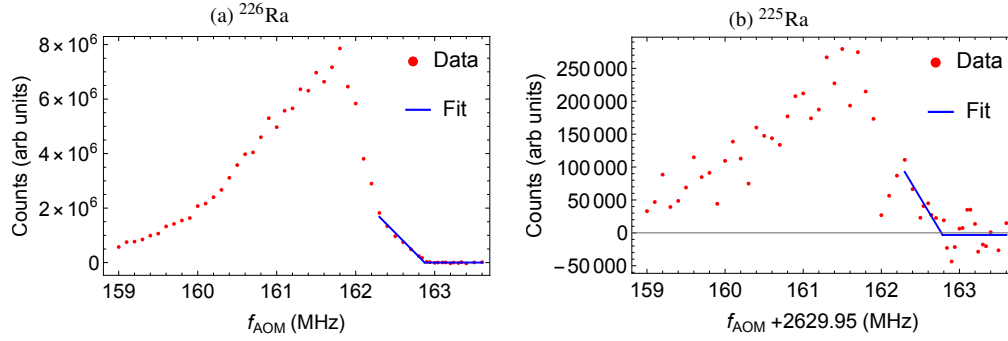 (a) ²²⁶Ra
8 × 10⁶
6 × 10⁶
4 × 10⁶
2 × 10⁶
0
Counts (arb units)
Data
Fit
159 160 161 162 163
f_AOM (MHz)
(b) ²²⁵Ra
250 000
200 000
150 000
100 000
50 000
0
−50 000
Counts (arb units)
Data
Fit
159 160 161 162 163
f_AOM +2629.95 (MHz)